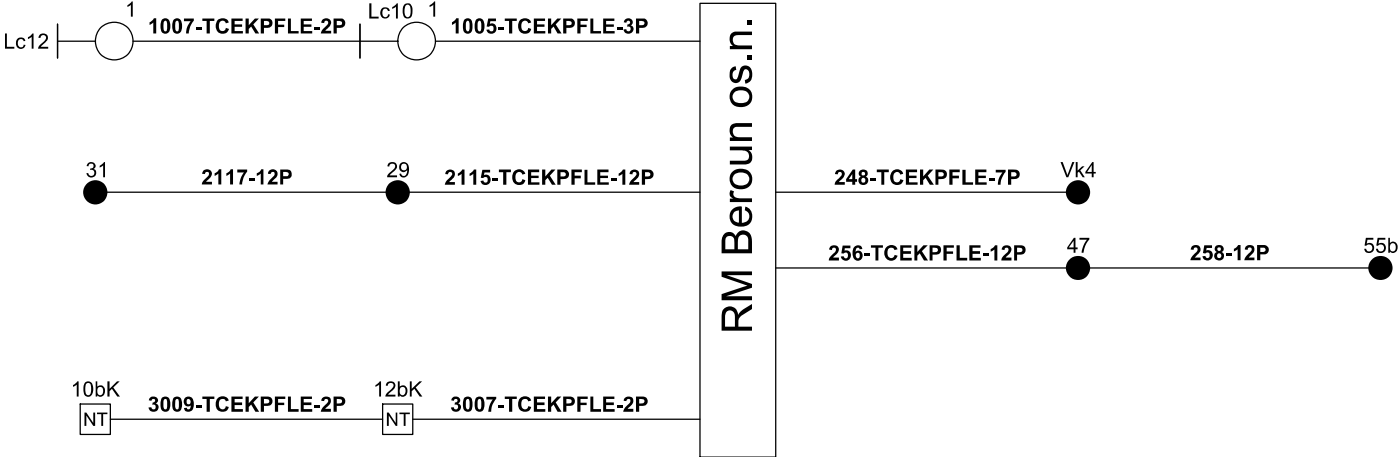 Lc12
1
1007-TCEKPFLE-2P
Lc10
1
1005-TCEKPFLE-3P
RM Beroun os.n.
31
2117-12P
29
2115-TCEKPFLE-12P
248-TCEKPFLE-7P
Vk4
256-TCEKPFLE-12P
47
258-12P
55b
10bK
NT
3009-TCEKPFLE-2P
12bK
NT
3007-TCEKPFLE-2P